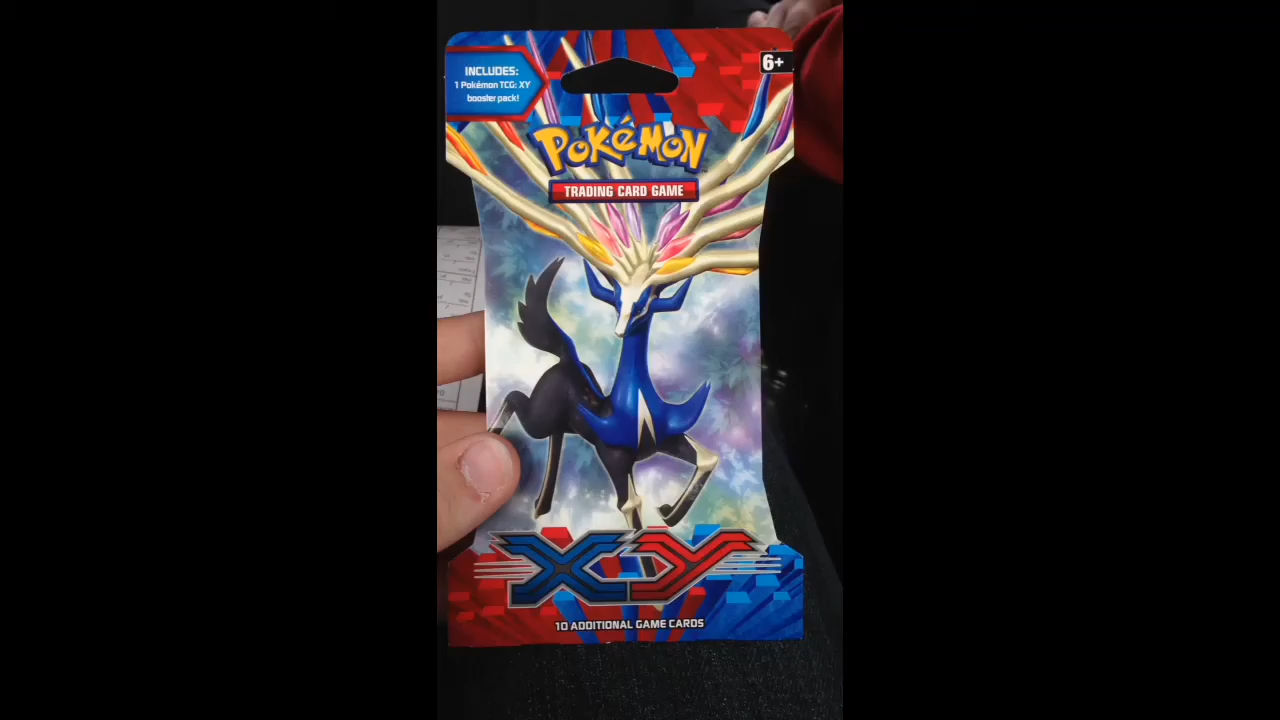 INCLUDES:
1 Pokémon TCG: XY
booster pack!
6+
POKéMON
TRADING CARD GAME
XY
10 ADDITIONAL GAME CARDS